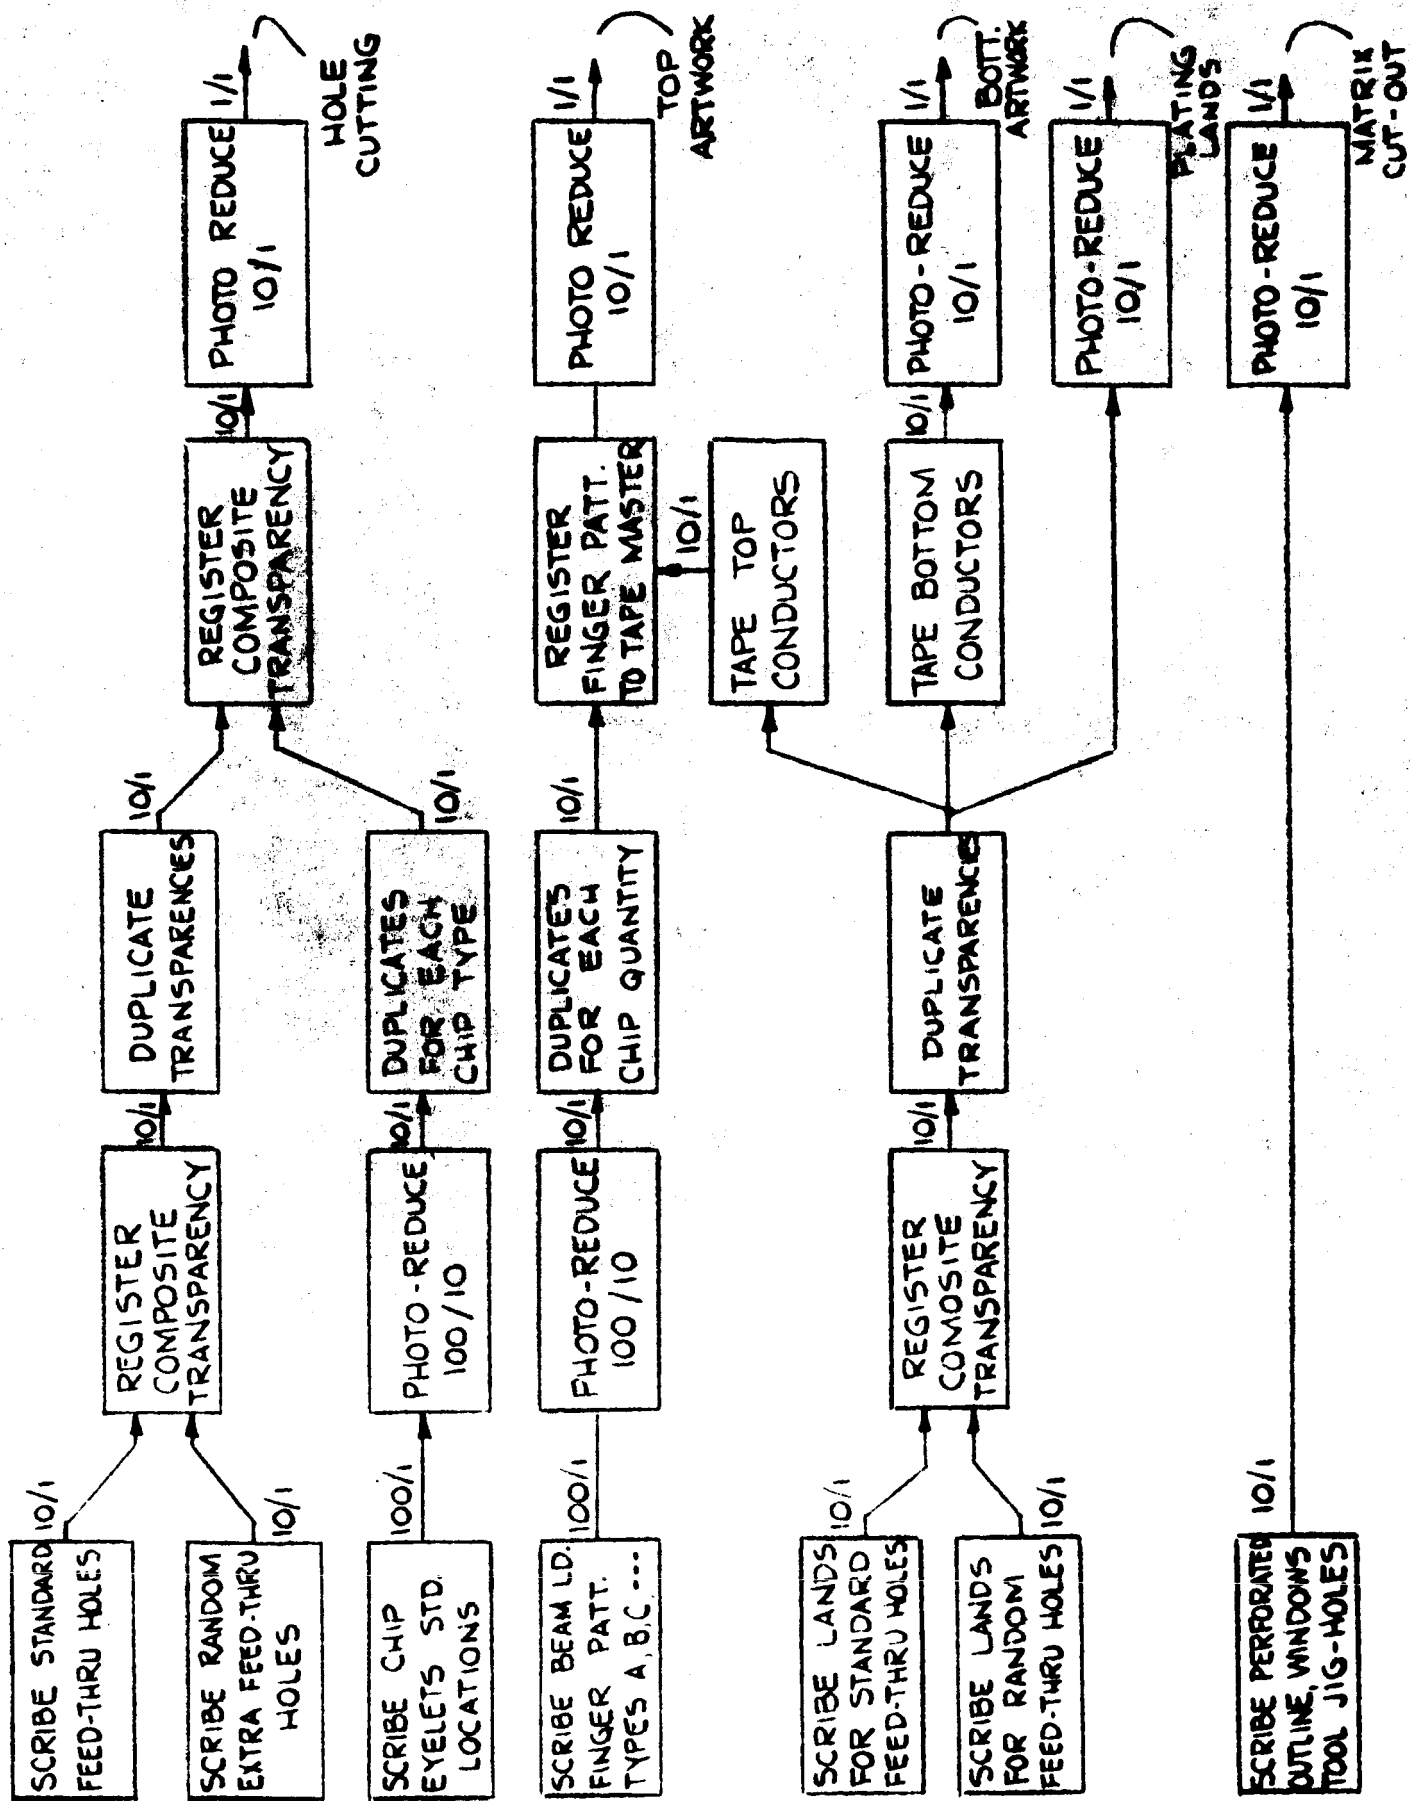 SCRIBE STANDARD
FEED-THRU HOLES
10/1
SCRIBE RANDOM
EXTRA FEED-THRU
HOLES
10/1
REGISTER
COMPOSITE
TRANSPARENCY
10/1
DUPLICATE
TRANSPARENCIES
10/1
SCRIBE CHIP
EYELETS STD.
LOCATIONS
100/1
PHOTO-REDUCE
100/10
10/1
DUPLICATES
FOR EACH
CHIP TYPE
10/1
REGISTER
COMPOSITE
TRANSPARENCY
10/1
PHOTO REDUCE
10/1
1/1
HOLE
CUTTING
SCRIBE BEAM LD.
FINGER PATT.
TYPES A,B,C ---
100/1
PHOTO-REDUCE
100/10
10/1
DUPLICATES
FOR EACH
CHIP QUANTITY
10/1
REGISTER
FINGER PATT.
TO TAPE MASTER
10/1
PHOTO REDUCE
10/1
1/1
TOP
ARTWORK
TAPE TOP
CONDUCTORS
SCRIBE LANDS
FOR STANDARD
FEED-THRU HOLES
10/1
SCRIBE LANDS
FOR RANDOM
FEED-THRU HOLES
10/1
REGISTER
COMOSITE
TRANSPARENCY
10/1
DUPLICATE
TRANSPARENCIES
TAPE BOTTOM
CONDUCTORS
10/1
PHOTO-REDUCE
10/1
1/1
BOTT.
ARTWORK
PHOTO-REDUCE
10/1
1/1
PLATING
LANDS
SCRIBE PERFORATED
OUTLINE, WINDOWS
TOOL JIG-HOLES
10/1
PHOTO-REDUCE
10/1
1/1
MATRIX
CUT-OUT